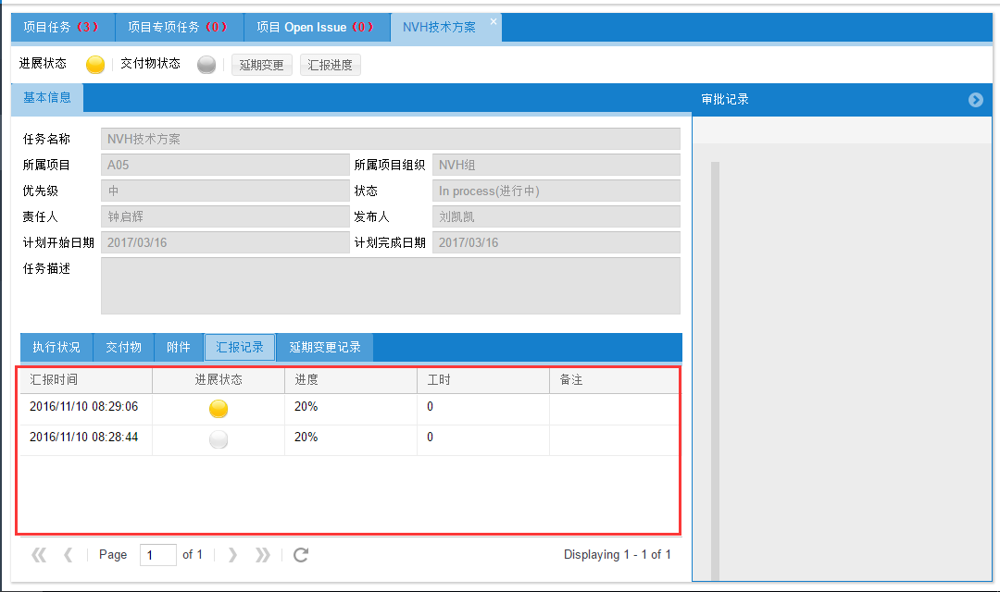 项目任务（3） 项目专项任务（0） 项目 Open Issue（0） NVH技术方案 ×
进展状态 交付物状态 延期变更 汇报进度
基本信息 审批记录
任务名称 NVH技术方案
所属项目 A05 所属项目组织 NVH组
优先级 中 状态 In process(进行中)
责任人 钟启辉 发布人 刘凯凯
计划开始日期 2017/03/16 计划完成日期 2017/03/16
任务描述
执行状况 交付物 附件 汇报记录 延期变更记录
汇报时间 进展状态 进度 工时 备注
2016/11/10 08:29:06 20% 0
2016/11/10 08:28:44 20% 0
Page 1 of 1 Displaying 1 - 1 of 1